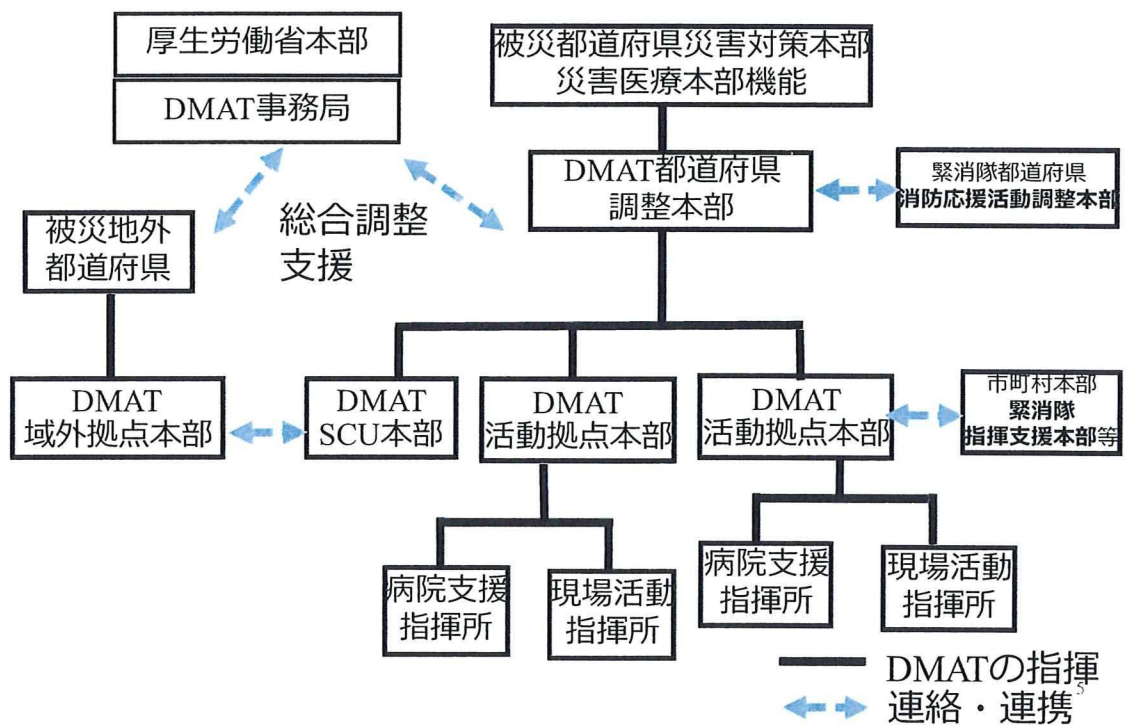 厚生労働省本部
DMAT事務局
被災都道府県災害対策本部
災害医療本部機能
DMAT都道府県
調整本部
緊消隊都道府県
消防応援活動調整本部
被災地外
都道府県
総合調整
支援
DMAT
域外拠点本部
DMAT
SCU本部
DMAT
活動拠点本部
DMAT
活動拠点本部
市町村本部
緊消隊
指揮支援本部等
病院支援
指揮所
現場活動
指揮所
病院支援
指揮所
現場活動
指揮所
DMATの指揮
連絡・連携
5